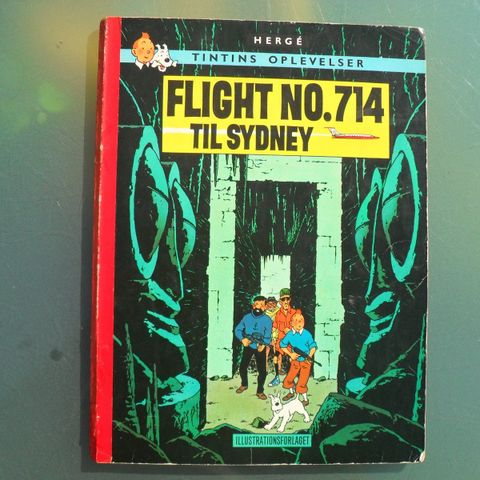 HERGÉ
TINTINS OPLEVELSER
FLIGHT NO.714
TIL SYDNEY
ILLUSTRATIONSFORLAGET